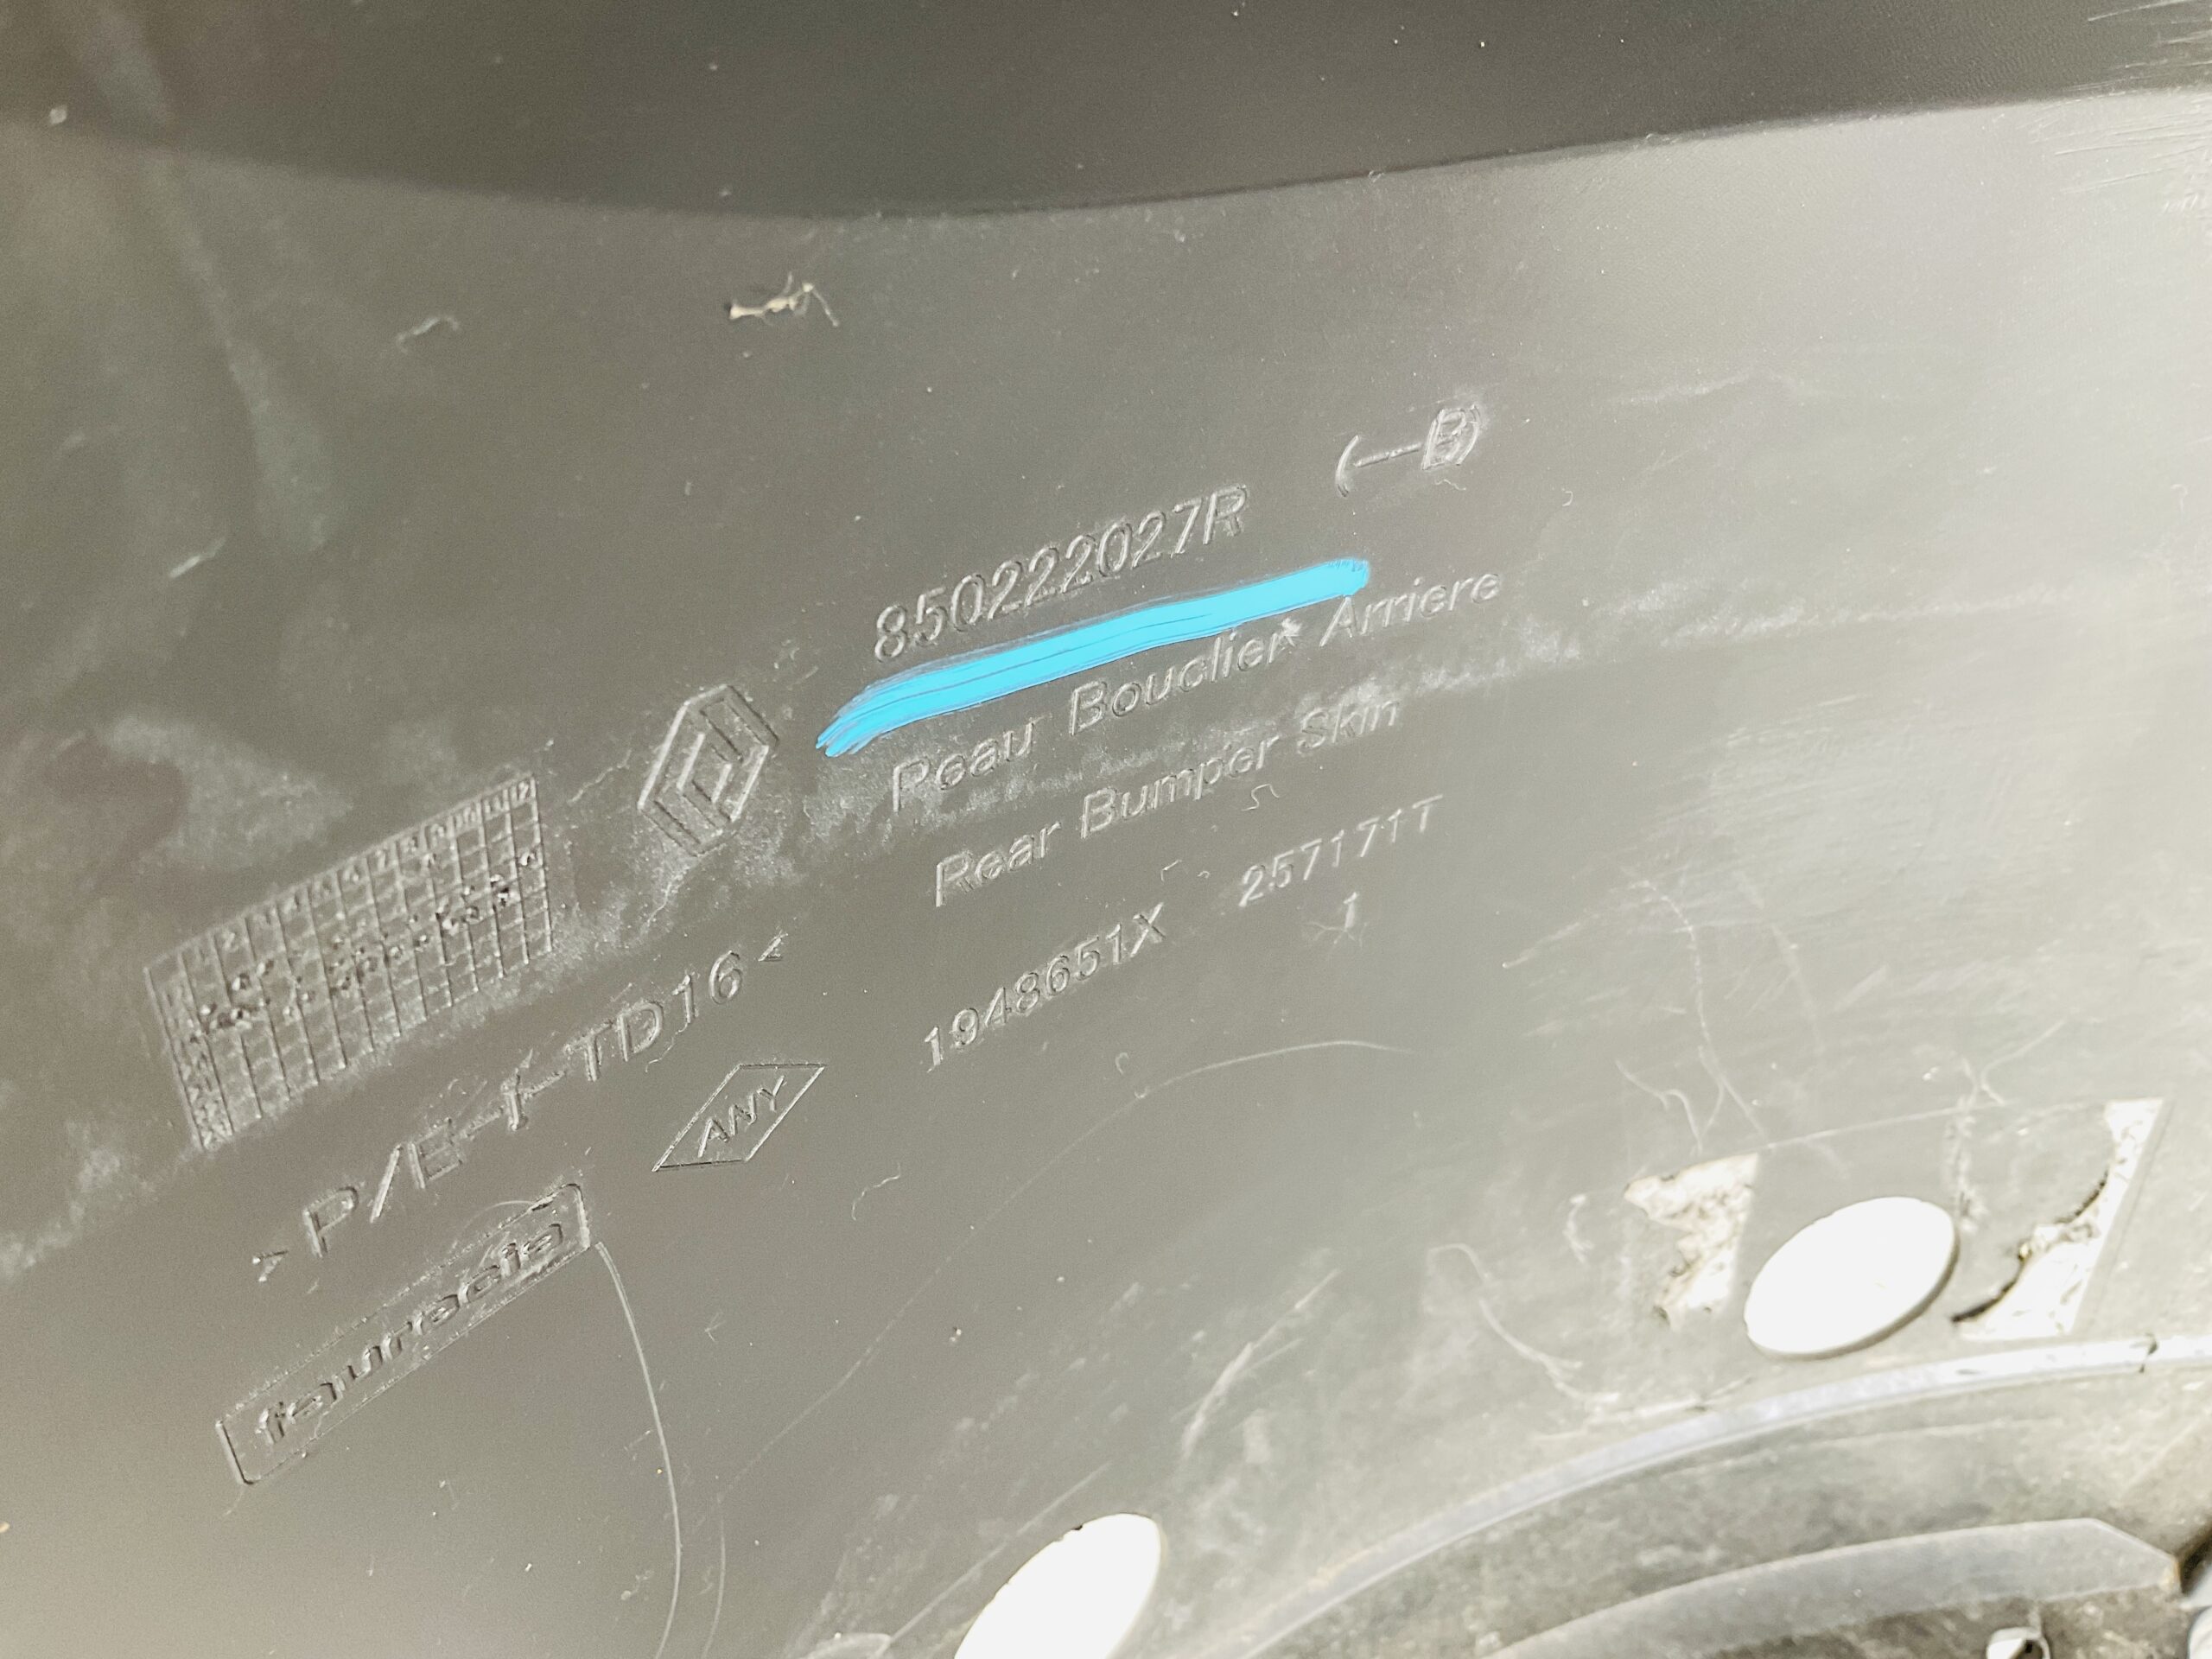 (—B)
850222027R
Peau Bouclier Arriere
Rear Bumper Skin
1948651X 257171T
1
>P/E-I-TD16<
ANY
faurecia